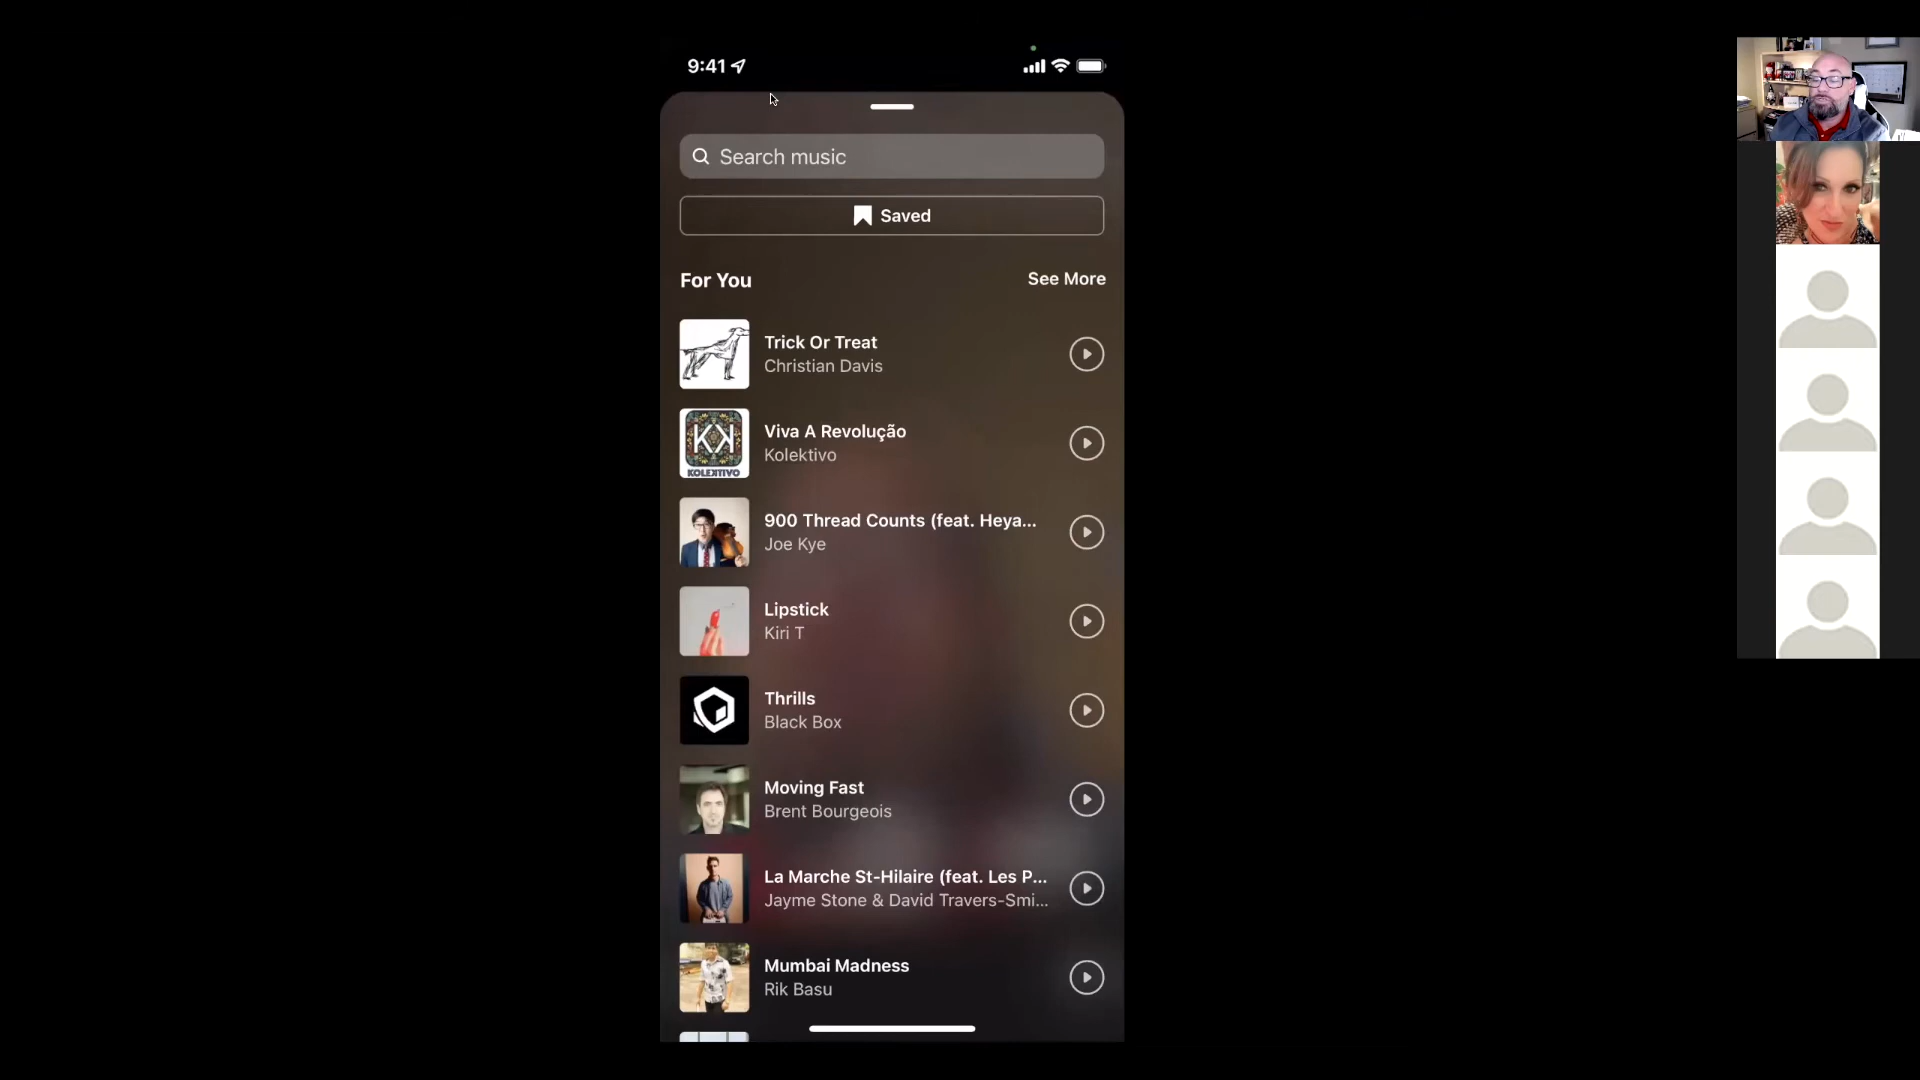 9:41
Search music
Saved
For You
See More
Trick Or Treat
Christian Davis
Viva A Revolução
Kolektivo
KK
KOLEKTIVO
900 Thread Counts (feat. Heya...
Joe Kye
Lipstick
Kiri T
Thrills
Black Box
Moving Fast
Brent Bourgeois
La Marche St-Hilaire (feat. Les P...
Jayme Stone & David Travers-Smi...
Mumbai Madness
Rik Basu